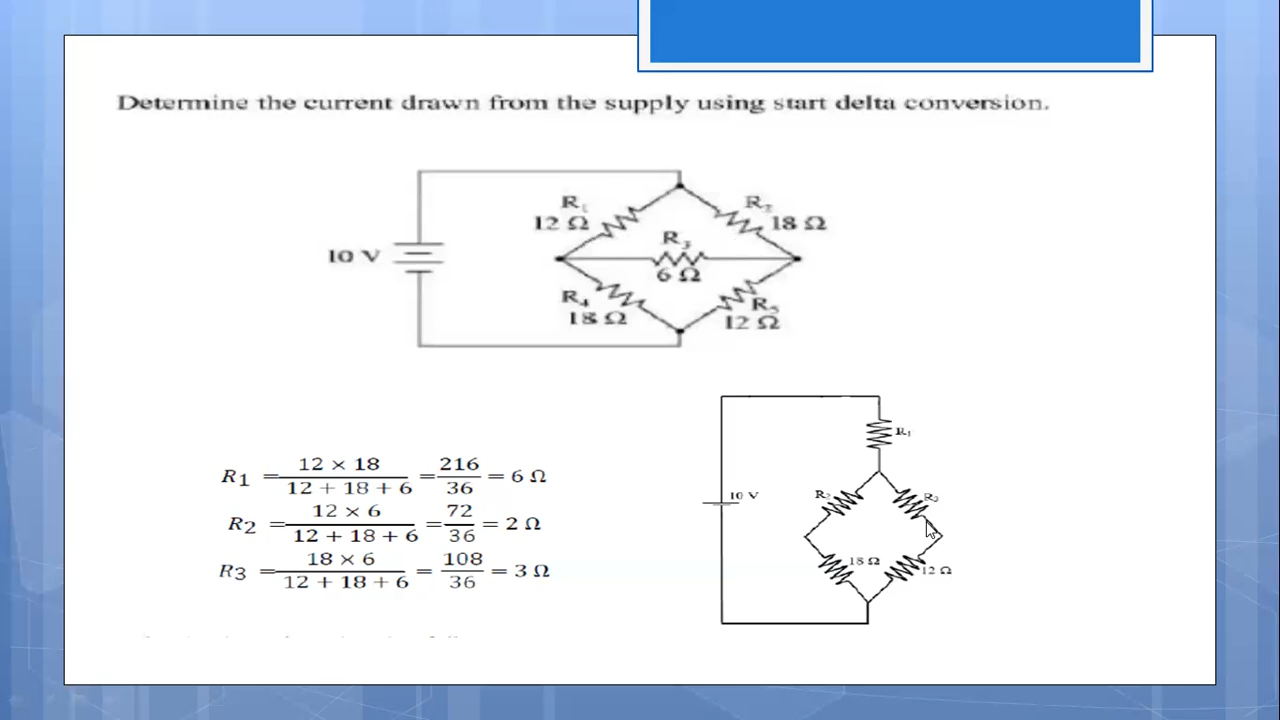 Determine the current drawn from the supply using start delta conversion.
R₁
12 Ω
R₂
18 Ω
R₃
6 Ω
10 V
R₄
18 Ω
R₅
12 Ω
R₁
10 V
R₂
R₃
18 Ω
12 Ω
R1 = 12 × 18 / 12 + 18 + 6 = 216 / 36 = 6 Ω
R2 = 12 × 6 / 12 + 18 + 6 = 72 / 36 = 2 Ω
R3 = 18 × 6 / 12 + 18 + 6 = 108 / 36 = 3 Ω